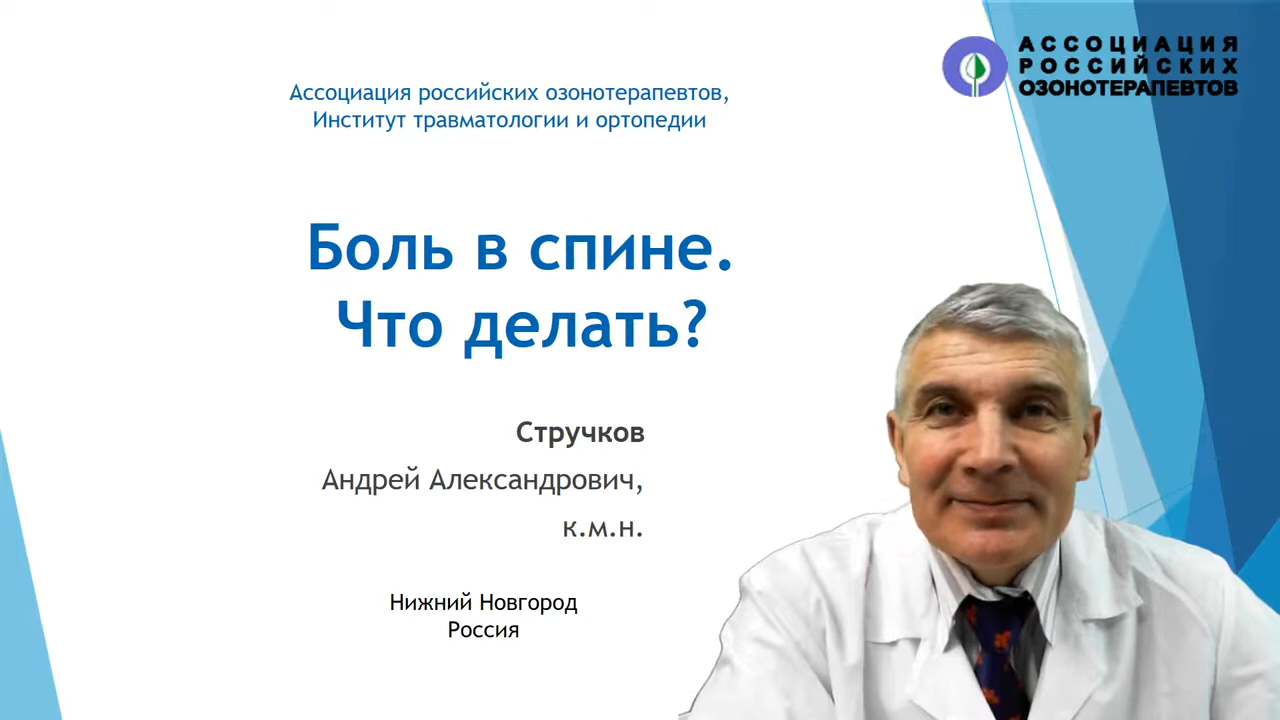 АССОЦИАЦИЯ
РОССИЙСКИХ
ОЗОНОТЕРАПЕВТОВ
Ассоциация российских озонотерапевтов,
Институт травматологии и ортопедии
Боль в спине.
Что делать?
Стручков
Андрей Александрович,
к.м.н.
Нижний Новгород
Россия